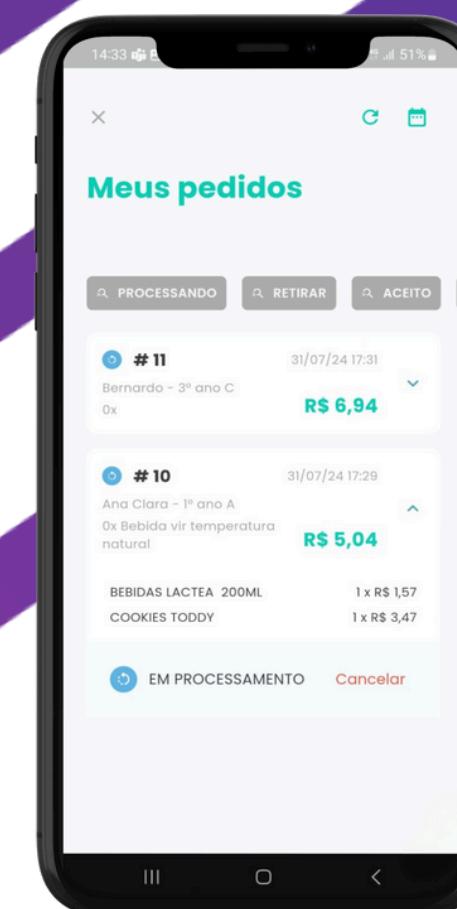 14:33
51%
Meus pedidos
PROCESSANDO
RETIRAR
ACEITO
# 11
31/07/24 17:31
Bernardo - 3º ano C
0x
R$ 6,94
# 10
31/07/24 17:29
Ana Clara - 1º ano A
0x Bebida vir temperatura
natural
R$ 5,04
BEBIDAS LACTEA 200ML 1 x R$ 1,57
COOKIES TODDY 1 x R$ 3,47
EM PROCESSAMENTO Cancelar